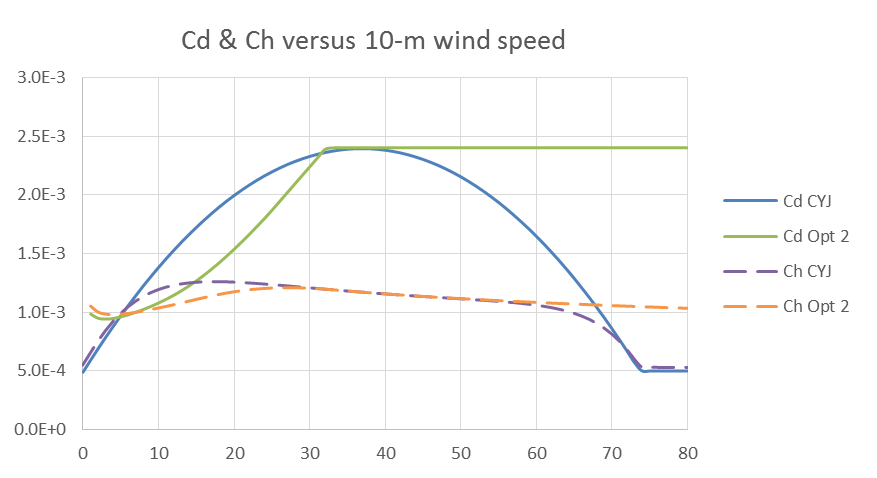 Cd & Ch versus 10-m wind speed
3.0E-3
2.5E-3
2.0E-3
1.5E-3
1.0E-3
5.0E-4
0.0E+0
0 10 20 30 40 50 60 70 80
Cd CYJ
Cd Opt 2
Ch CYJ
Ch Opt 2